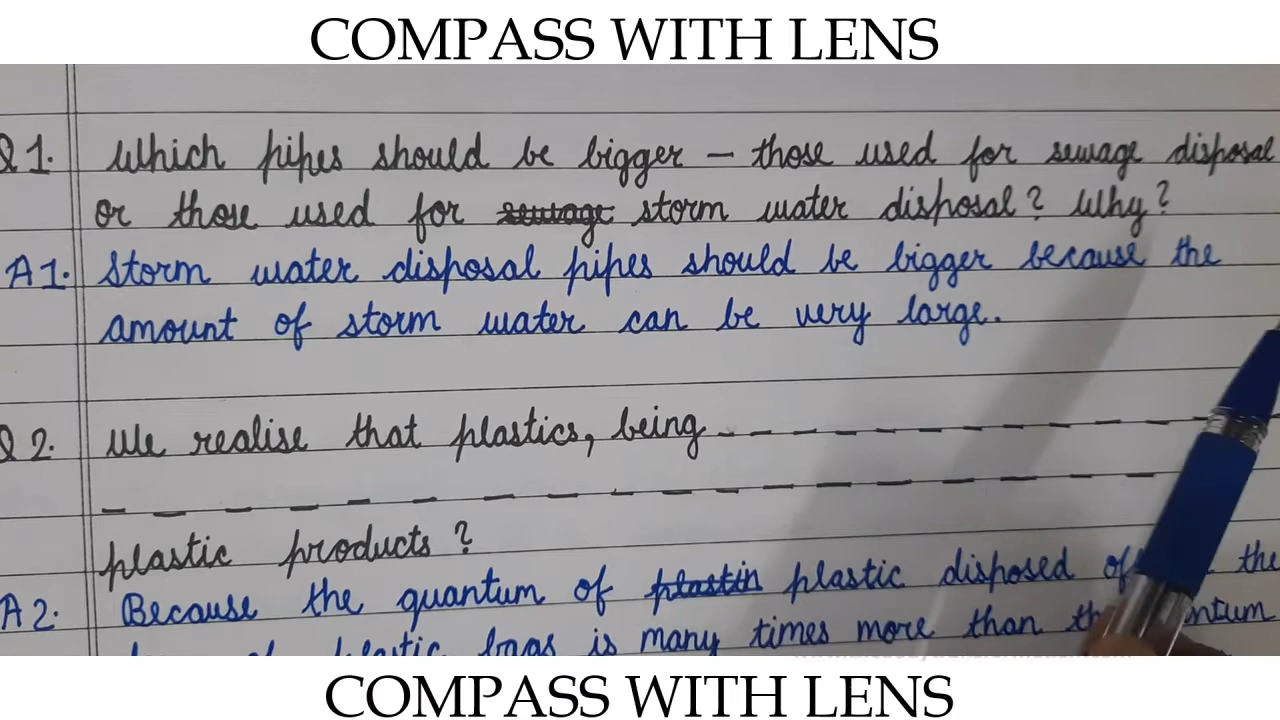 COMPASS WITH LENS
Q1. Which pipes should be bigger – those used for sewage disposal
or those used for sewage storm water disposal? Why?
A1. Storm water disposal pipes should be bigger because the
amount of storm water can be very large.
Q2. We realise that plastics, being - - - - - - - - - - - -
- - - - - - - - - - - - - - - - -
plastic products?
A2. Because the quantum of plastin plastic disposed of the
plastic bags is many times more than
COMPASS WITH LENS